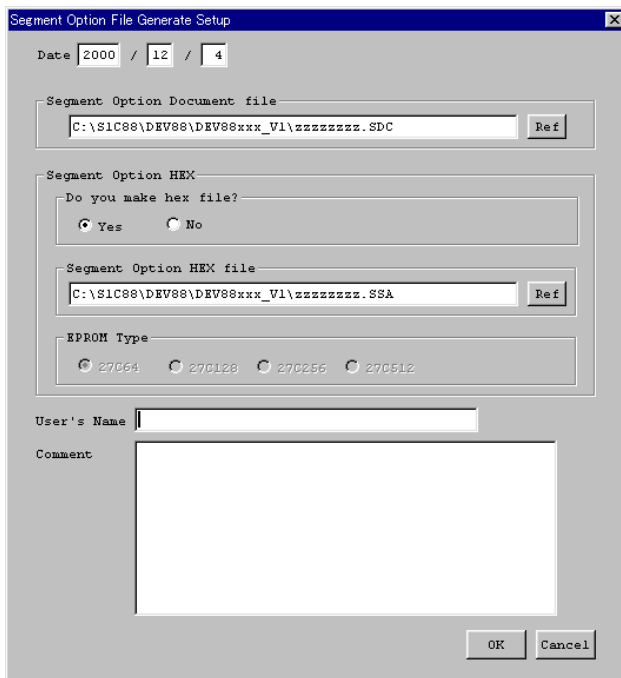 Segment Option File Generate Setup
Date 2000 / 12 / 4
Segment Option Document file
C:\S1C88\DEV88\DEV88xxx_V1\zzzzzzzz.SDC Ref
Segment Option HEX
Do you make hex file?
Yes No
Segment Option HEX file
C:\S1C88\DEV88\DEV88xxx_V1\zzzzzzzz.SSA Ref
EPROM Type
27C64 27C128 27C256 27C512
User's Name
Comment
OK Cancel